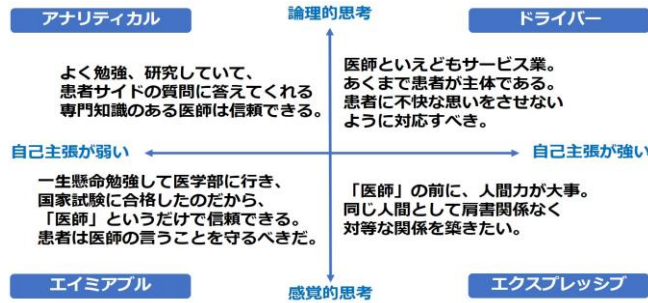 アナリティカル
論理的思考
ドライバー
よく勉強、研究していて、
患者サイドの質問に答えてくれる
専門知識のある医師は信頼できる。
医師といえどもサービス業。
あくまで患者が主体である。
患者に不快な思いをさせない
ように対応すべき。
自己主張が弱い
自己主張が強い
一生懸命勉強して医学部に行き、
国家試験に合格したのだから、
「医師」というだけで信頼できる。
患者は医師の言うことを守るべきだ。
「医師」の前に、人間力が大事。
同じ人間として肩書関係なく
対等な関係を築きたい。
エイミアブル
感覚的思考
エクスプレッシブ